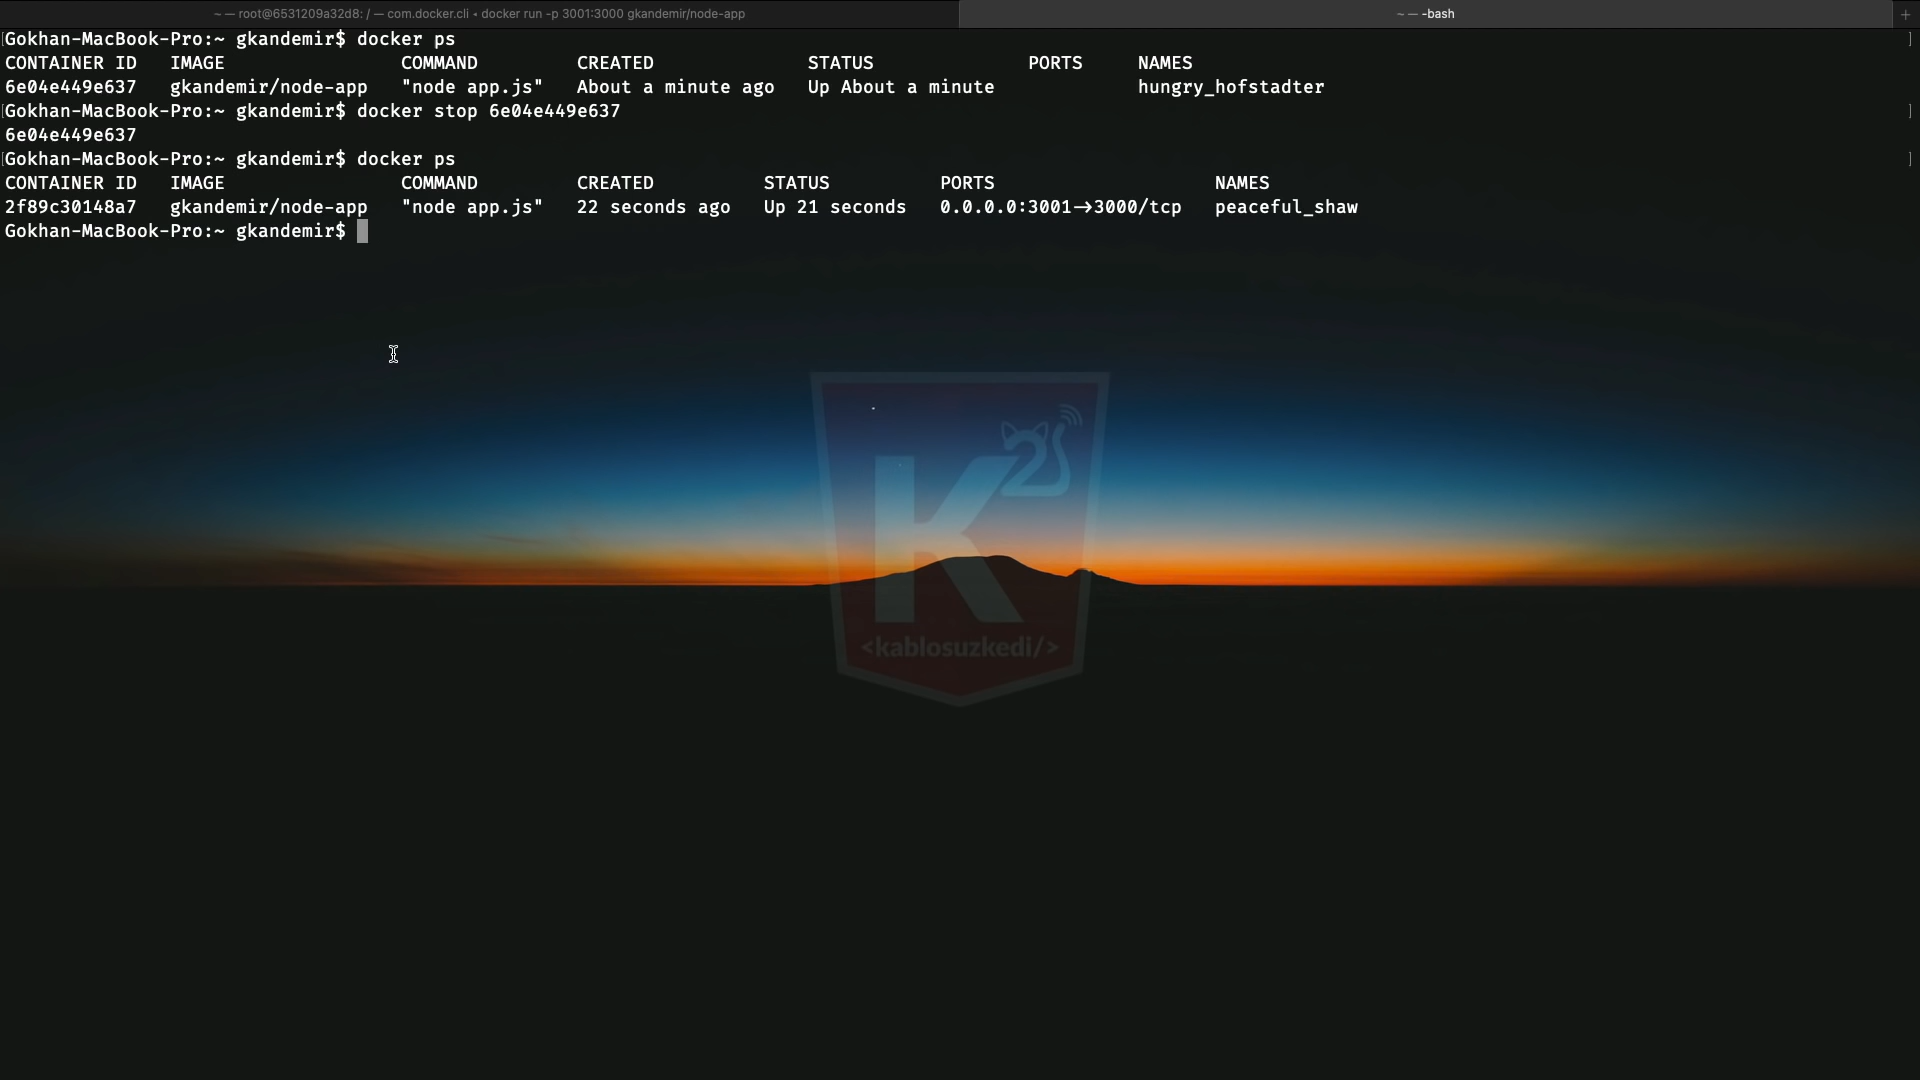 ~ — root@6531209a32d8: / — com.docker.cli ◂ docker run -p 3001:3000 gkandemir/node-app
~ — -bash
+
[Gokhan-MacBook-Pro:~ gkandemir$ docker ps ]
CONTAINER ID IMAGE COMMAND CREATED STATUS PORTS NAMES
6e04e449e637 gkandemir/node-app "node app.js" About a minute ago Up About a minute hungry_hofstadter
[Gokhan-MacBook-Pro:~ gkandemir$ docker stop 6e04e449e637 ]
6e04e449e637
[Gokhan-MacBook-Pro:~ gkandemir$ docker ps ]
CONTAINER ID IMAGE COMMAND CREATED STATUS PORTS NAMES
2f89c30148a7 gkandemir/node-app "node app.js" 22 seconds ago Up 21 seconds 0.0.0.0:3001->3000/tcp peaceful_shaw
Gokhan-MacBook-Pro:~ gkandemir$
K2
<kablosuzkedi/>